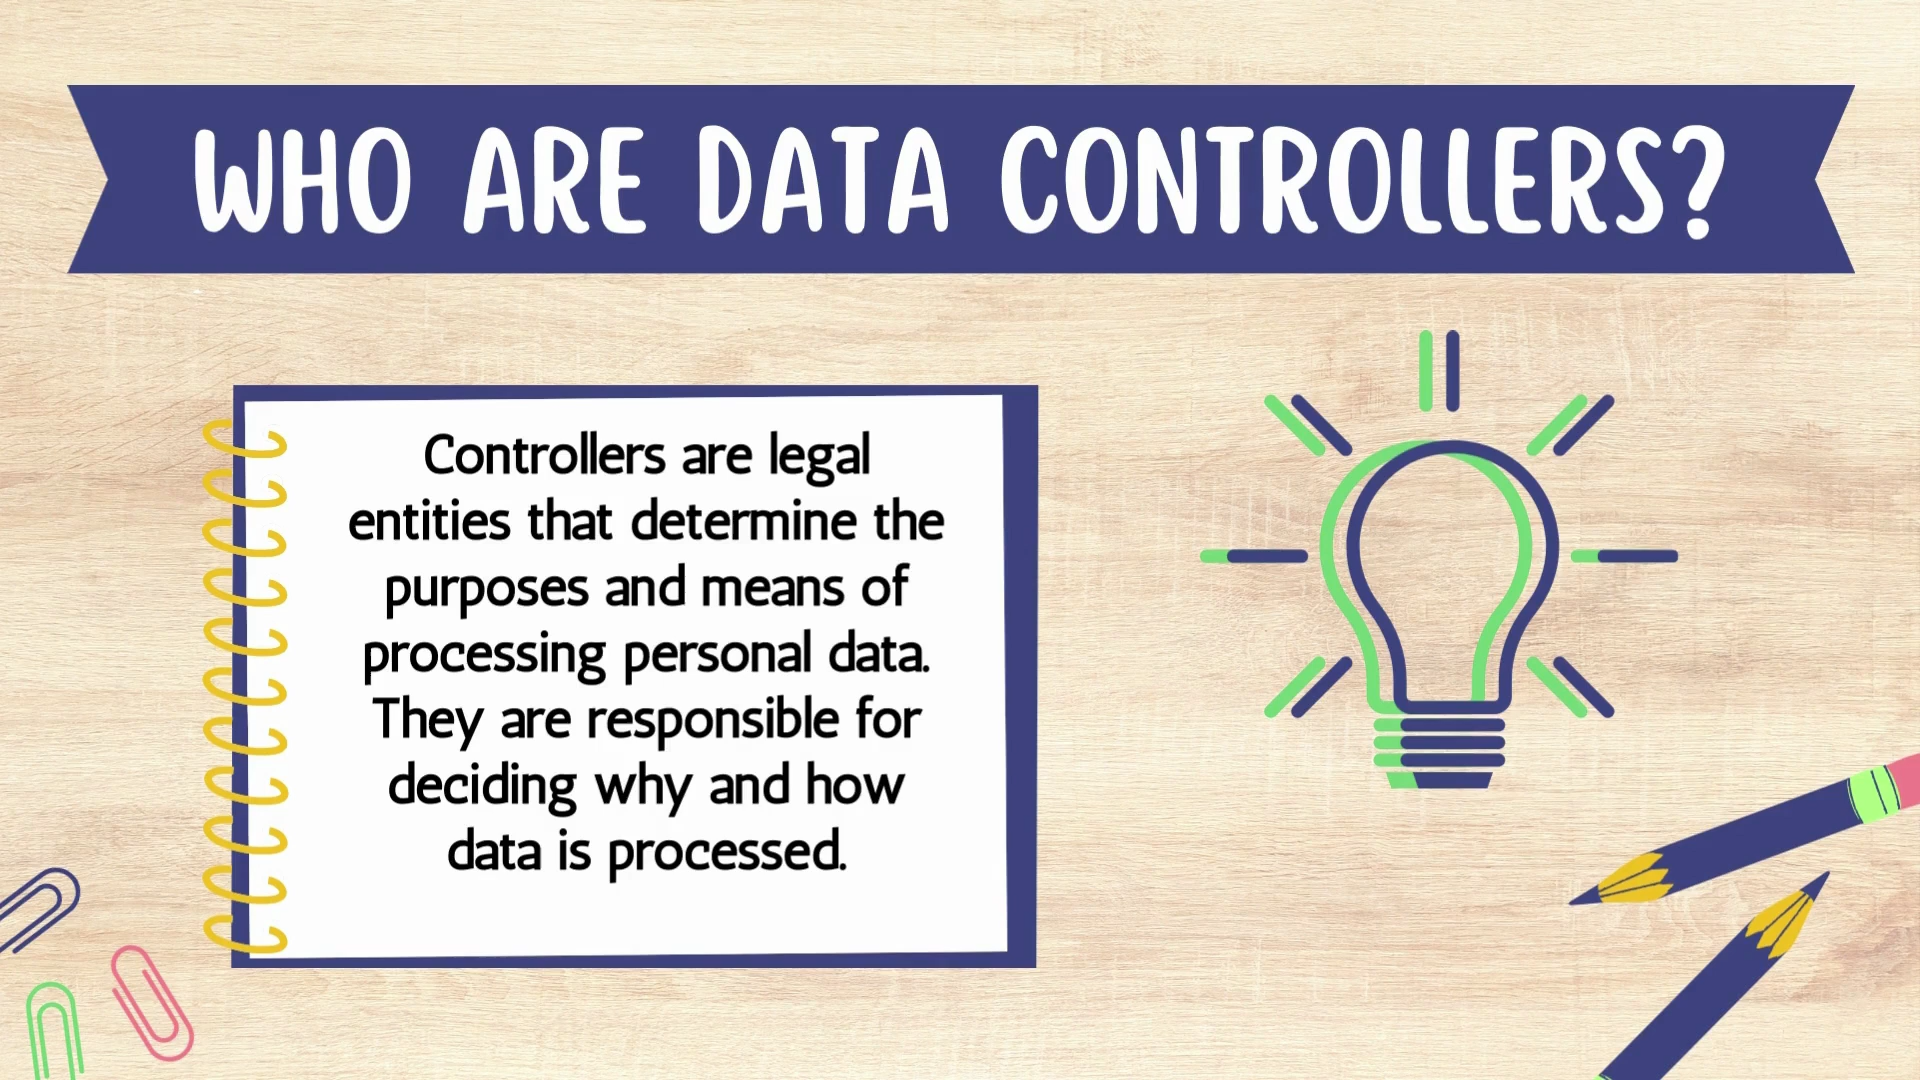 WHO ARE DATA CONTROLLERS?
Controllers are legal
entities that determine the
purposes and means of
processing personal data.
They are responsible for
deciding why and how
data is processed.